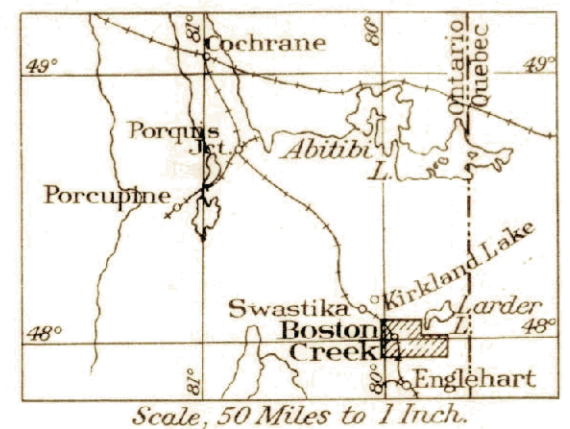 80°
80°
Cochrane
49°
49°
Ontario
Quebec
Porquis
Jct.
Abitibi
L.
Porcupine
Kirkland Lake
Swastika
Larder
L.
Boston
Creek
48°
48°
81°
80°
Englehart
Scale, 50 Miles to 1 Inch.